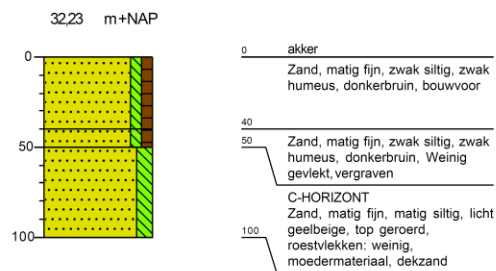 32,23 m+NAP
0
50
100
0 akker
Zand, matig fijn, zwak siltig, zwak
humeus, donkerbruin, bouwvoor
40
Zand, matig fijn, zwak siltig, zwak
humeus, donkerbruin, Weinig
gevlekt, vergraven
50
C-HORIZONT
Zand, matig fijn, matig siltig, licht
geelbeige, top geroerd,
roestvlekken: weinig,
moedermateriaal, dekzand
100